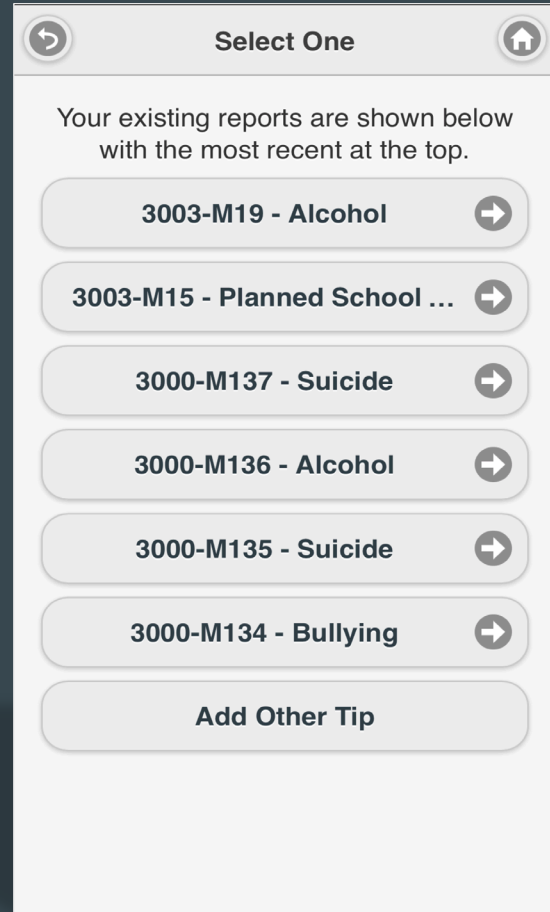 Select One
Your existing reports are shown below
with the most recent at the top.
3003-M19 - Alcohol
3003-M15 - Planned School ...
3000-M137 - Suicide
3000-M136 - Alcohol
3000-M135 - Suicide
3000-M134 - Bullying
Add Other Tip